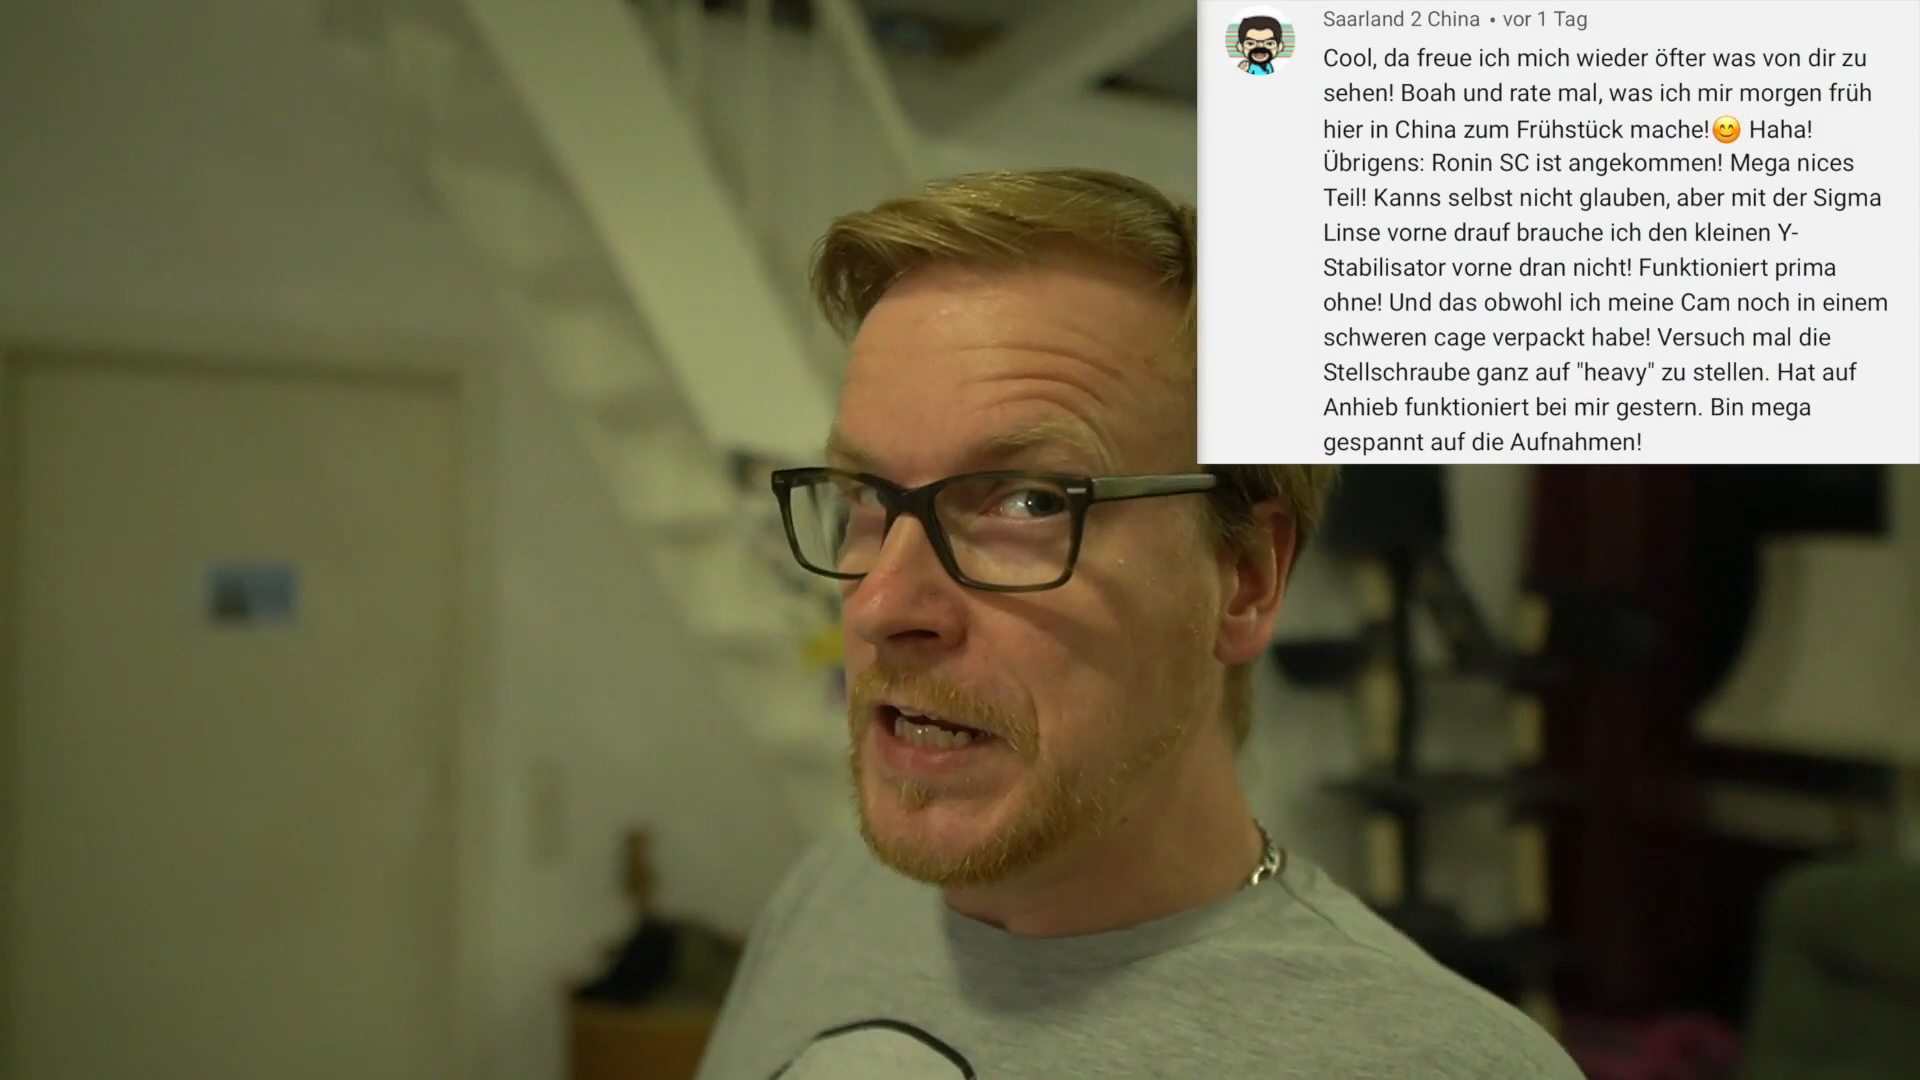 Saarland 2 China • vor 1 Tag
Cool, da freue ich mich wieder öfter was von dir zu
sehen! Boah und rate mal, was ich mir morgen früh
hier in China zum Frühstück mache!😊 Haha!
Übrigens: Ronin SC ist angekommen! Mega nices
Teil! Kanns selbst nicht glauben, aber mit der Sigma
Linse vorne drauf brauche ich den kleinen Y-
Stabilisator vorne dran nicht! Funktioniert prima
ohne! Und das obwohl ich meine Cam noch in einem
schweren cage verpackt habe! Versuch mal die
Stellschraube ganz auf "heavy" zu stellen. Hat auf
Anhieb funktioniert bei mir gestern. Bin mega
gespannt auf die Aufnahmen!